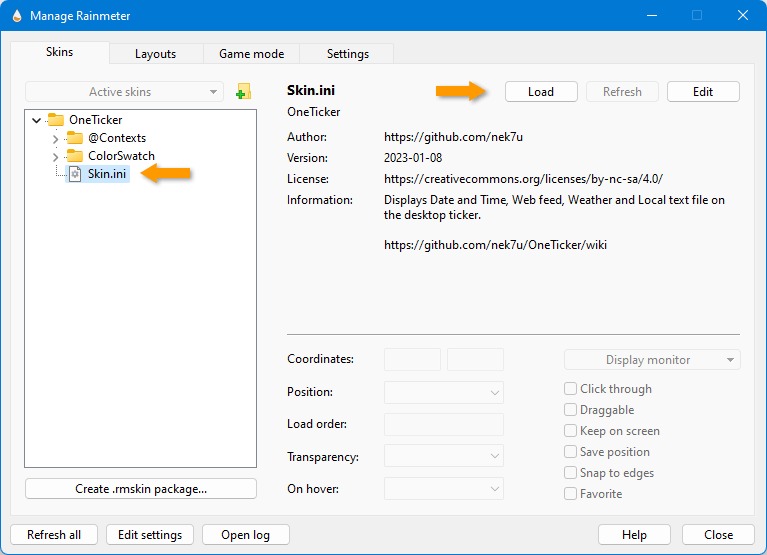 Manage Rainmeter
Skins
Layouts
Game mode
Settings
Active skins
OneTicker
@Contexts
ColorSwatch
Skin.ini
Create .rmskin package...
Skin.ini
Load
Refresh
Edit
OneTicker
Author: https://github.com/nek7u
Version: 2023-01-08
License: https://creativecommons.org/licenses/by-nc-sa/4.0/
Information: Displays Date and Time, Web feed, Weather and Local text file on
the desktop ticker.
https://github.com/nek7u/OneTicker/wiki
Coordinates:
Position:
Load order:
Transparency:
On hover:
Display monitor
Click through
Draggable
Keep on screen
Save position
Snap to edges
Favorite
Refresh all
Edit settings
Open log
Help
Close